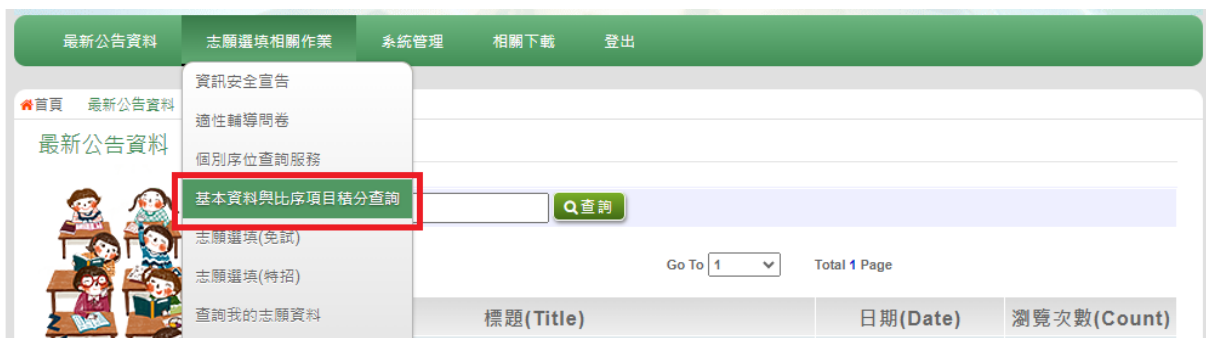 最新公告資料 志願選填相關作業 系統管理 相關下載 登出
資訊安全宣告
首頁 最新公告資料
適性輔導問卷
最新公告資料
個別序位查詢服務
基本資料與比序項目積分查詢
查詢
志願選填(免試)
Go To 1 Total 1 Page
志願選填(特招)
查詢我的志願資料
標題(Title) 日期(Date) 瀏覽次數(Count)